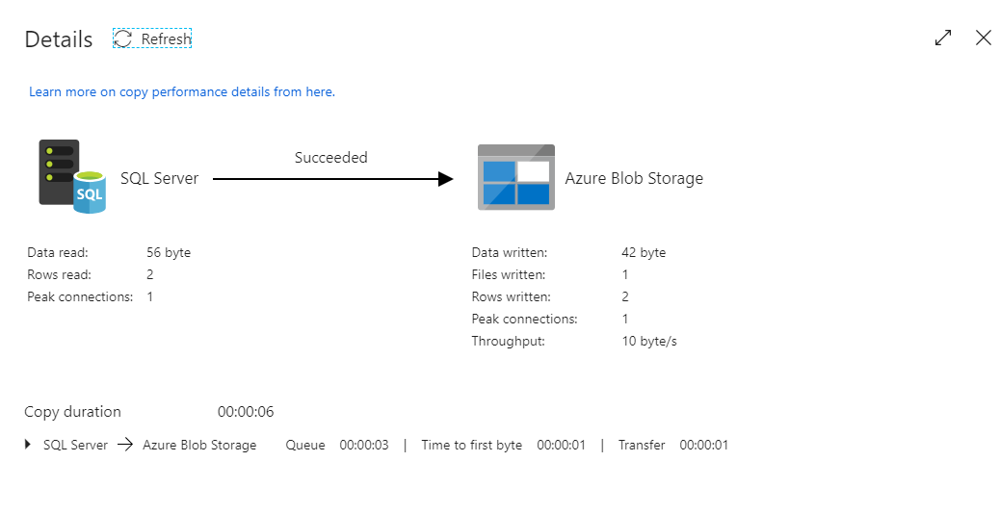 Details Refresh
Learn more on copy performance details from here.
Succeeded
SQL Server
SQL
Azure Blob Storage
Data read: 56 byte
Rows read: 2
Peak connections: 1
Data written: 42 byte
Files written: 1
Rows written: 2
Peak connections: 1
Throughput: 10 byte/s
Copy duration 00:00:06
SQL Server Azure Blob Storage Queue 00:00:03 | Time to first byte 00:00:01 | Transfer 00:00:01